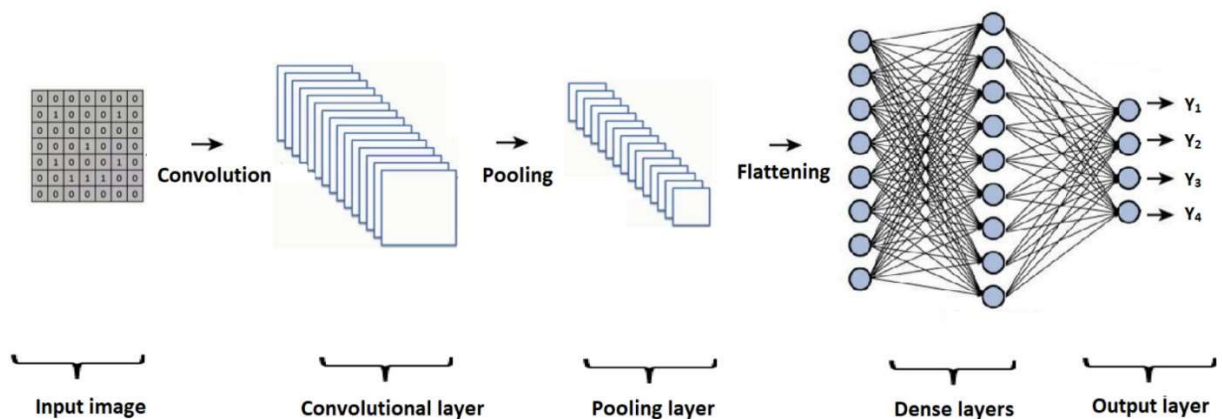 0 0 0 0 0 0 0
0 1 0 0 0 1 0
0 0 0 0 0 0 0
0 0 0 1 0 0 0
0 1 0 0 0 1 0
0 0 1 1 1 0 0
0 0 0 0 0 0 0
Convolution
Pooling
Flattening
Y₁
Y₂
Y₃
Y₄
Input image
Convolutional layer
Pooling layer
Dense layers
Output layer